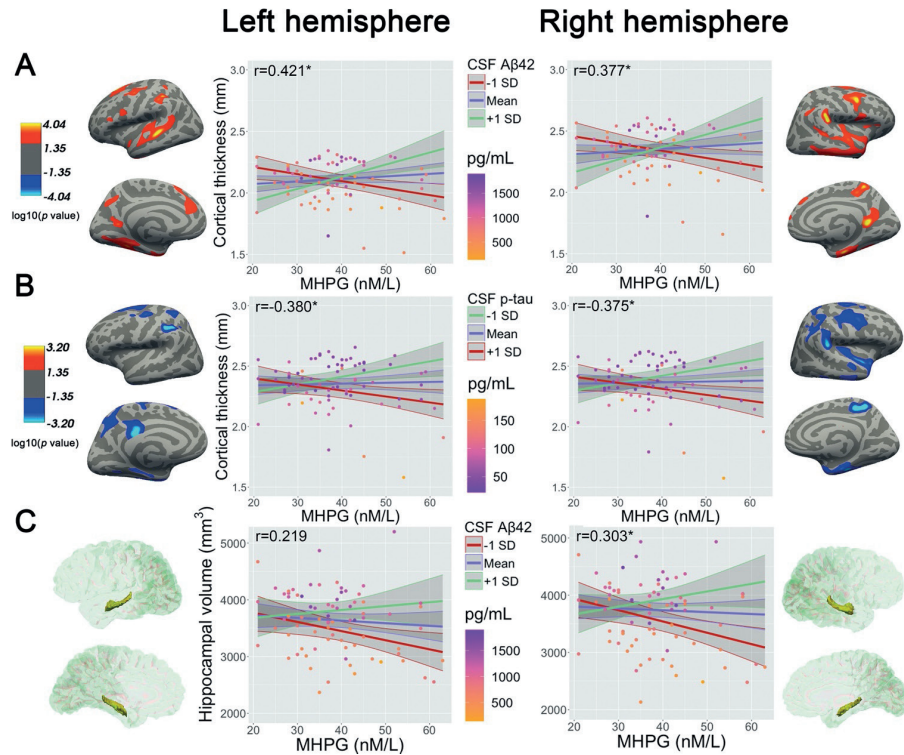 Left hemisphere
Right hemisphere
A
4.04
1.35
-1.35
-4.04
log10(p value)
Cortical thickness (mm)
3.0
2.5
2.0
1.5
r=0.421*
20
30
40
50
60
MHPG (nM/L)
CSF Aβ42
-1 SD
Mean
+1 SD
pg/mL
1500
1000
500
3.0
2.5
2.0
1.5
r=0.377*
20
30
40
50
60
MHPG (nM/L)
B
3.20
1.35
-1.35
-3.20
log10(p value)
Cortical thickness (mm)
3.0
2.5
2.0
1.5
r=-0.380*
20
30
40
50
60
MHPG (nM/L)
CSF p-tau
-1 SD
Mean
+1 SD
pg/mL
150
100
50
3.0
2.5
2.0
1.5
r=-0.375*
20
30
40
50
60
MHPG (nM/L)
C
Hippocampal volume (mm³)
5000
4000
3000
2000
r=0.219
20
30
40
50
60
MHPG (nM/L)
CSF Aβ42
-1 SD
Mean
+1 SD
pg/mL
1500
1000
500
5000
4000
3000
2000
r=0.303*
20
30
40
50
60
MHPG (nM/L)